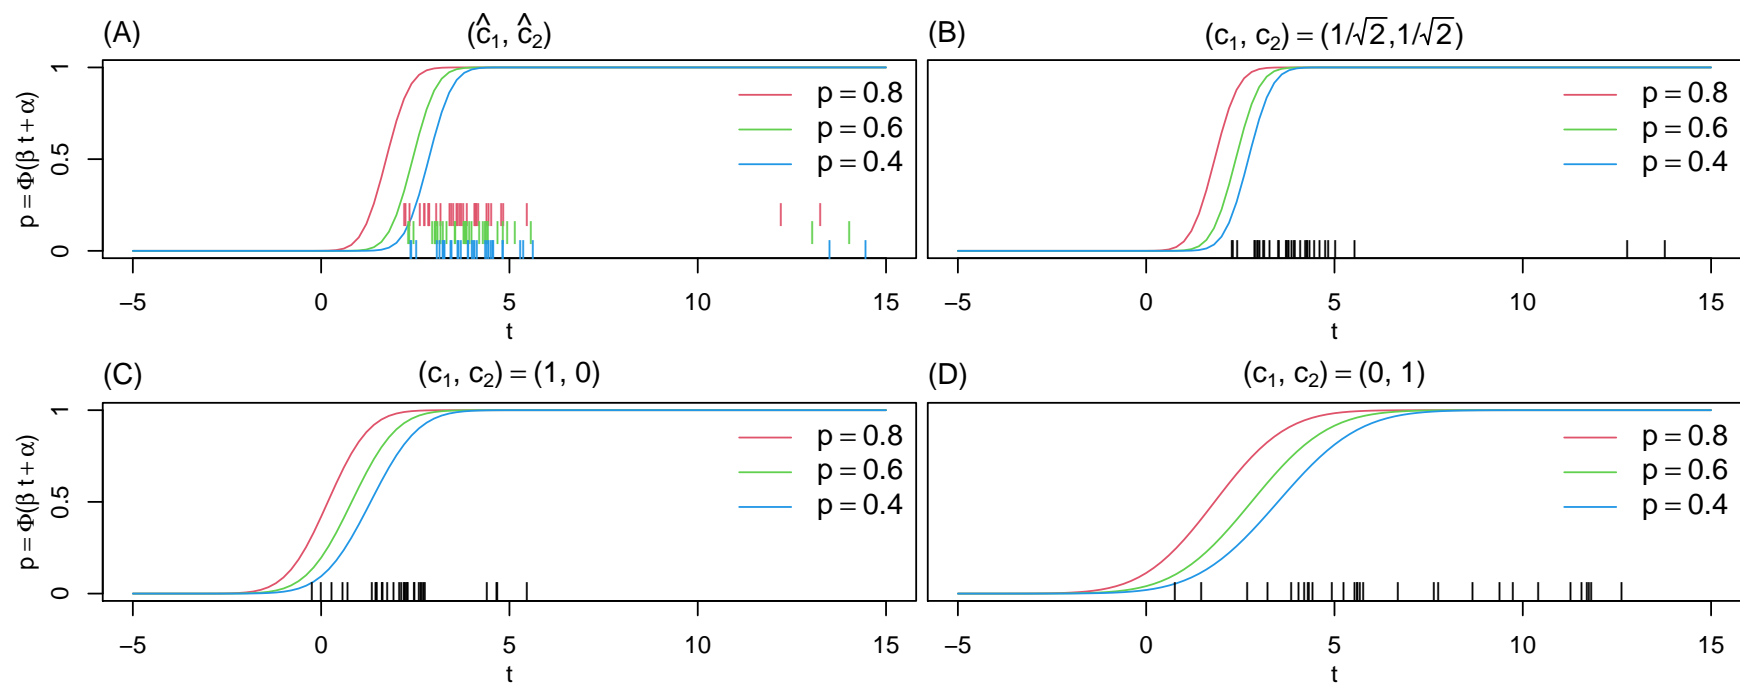 (A)
(ĉ₁, ĉ₂)
p = Φ(β t + α)
1
0.5
0
p = 0.8
p = 0.6
p = 0.4
−5 0 5 10 15
t
(B)
(c₁, c₂) = (1/√2,1/√2)
p = 0.8
p = 0.6
p = 0.4
−5 0 5 10 15
t
(C)
(c₁, c₂) = (1, 0)
p = Φ(β t + α)
1
0.5
0
p = 0.8
p = 0.6
p = 0.4
−5 0 5 10 15
t
(D)
(c₁, c₂) = (0, 1)
p = 0.8
p = 0.6
p = 0.4
−5 0 5 10 15
t